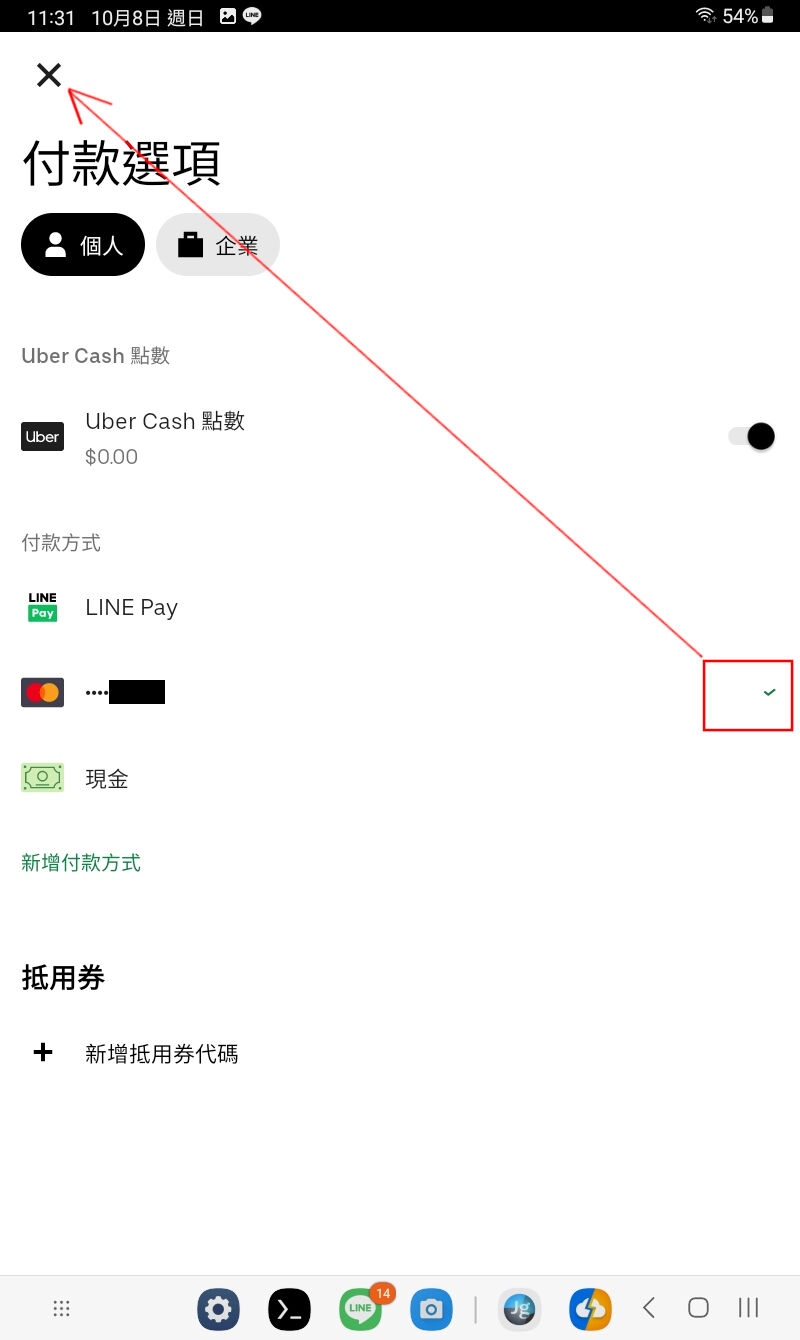 11:31 10月8日 週日 LINE 54%
付款選項
個人 企業
Uber Cash 點數
Uber Uber Cash 點數
$0.00
付款方式
LINE Pay LINE Pay
••••
現金
新增付款方式
抵用券
+ 新增抵用券代碼
LINE 14 Jg